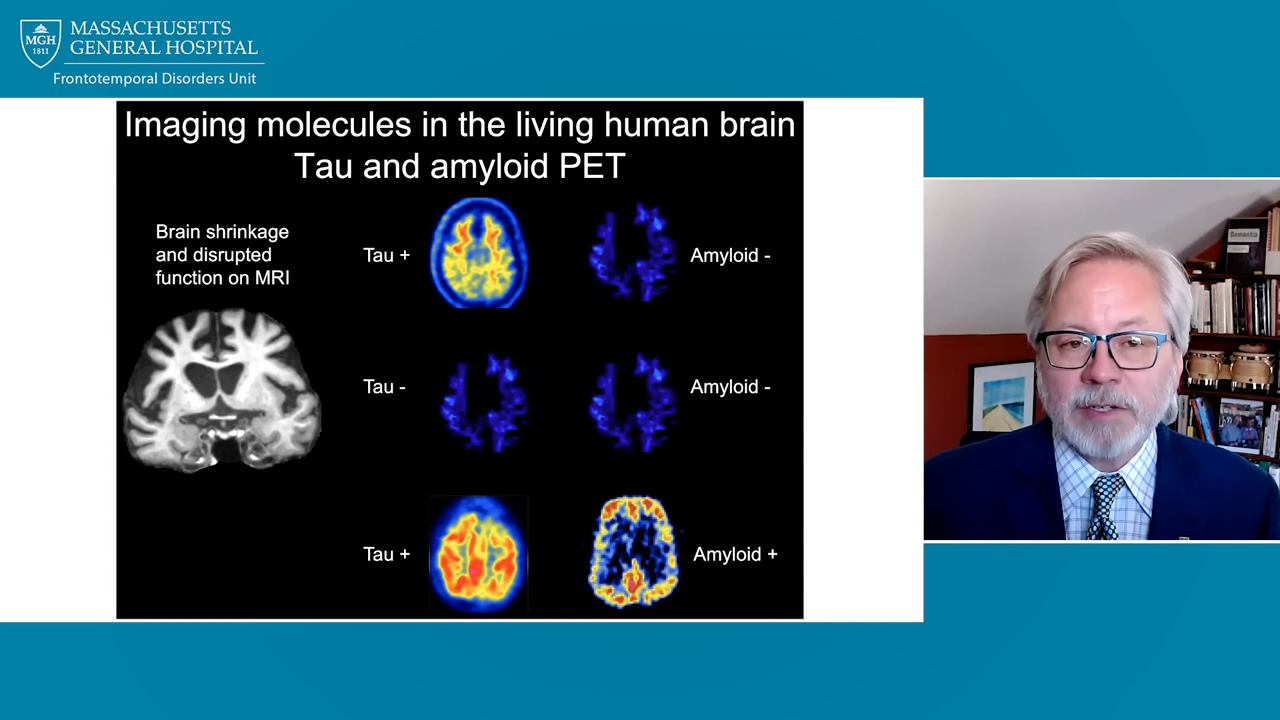 MGH
1811
MASSACHUSETTS
GENERAL HOSPITAL
Frontotemporal Disorders Unit
Imaging molecules in the living human brain
Tau and amyloid PET
Brain shrinkage
and disrupted
function on MRI
Tau +
Amyloid -
Tau -
Amyloid -
Tau +
Amyloid +
Dementia